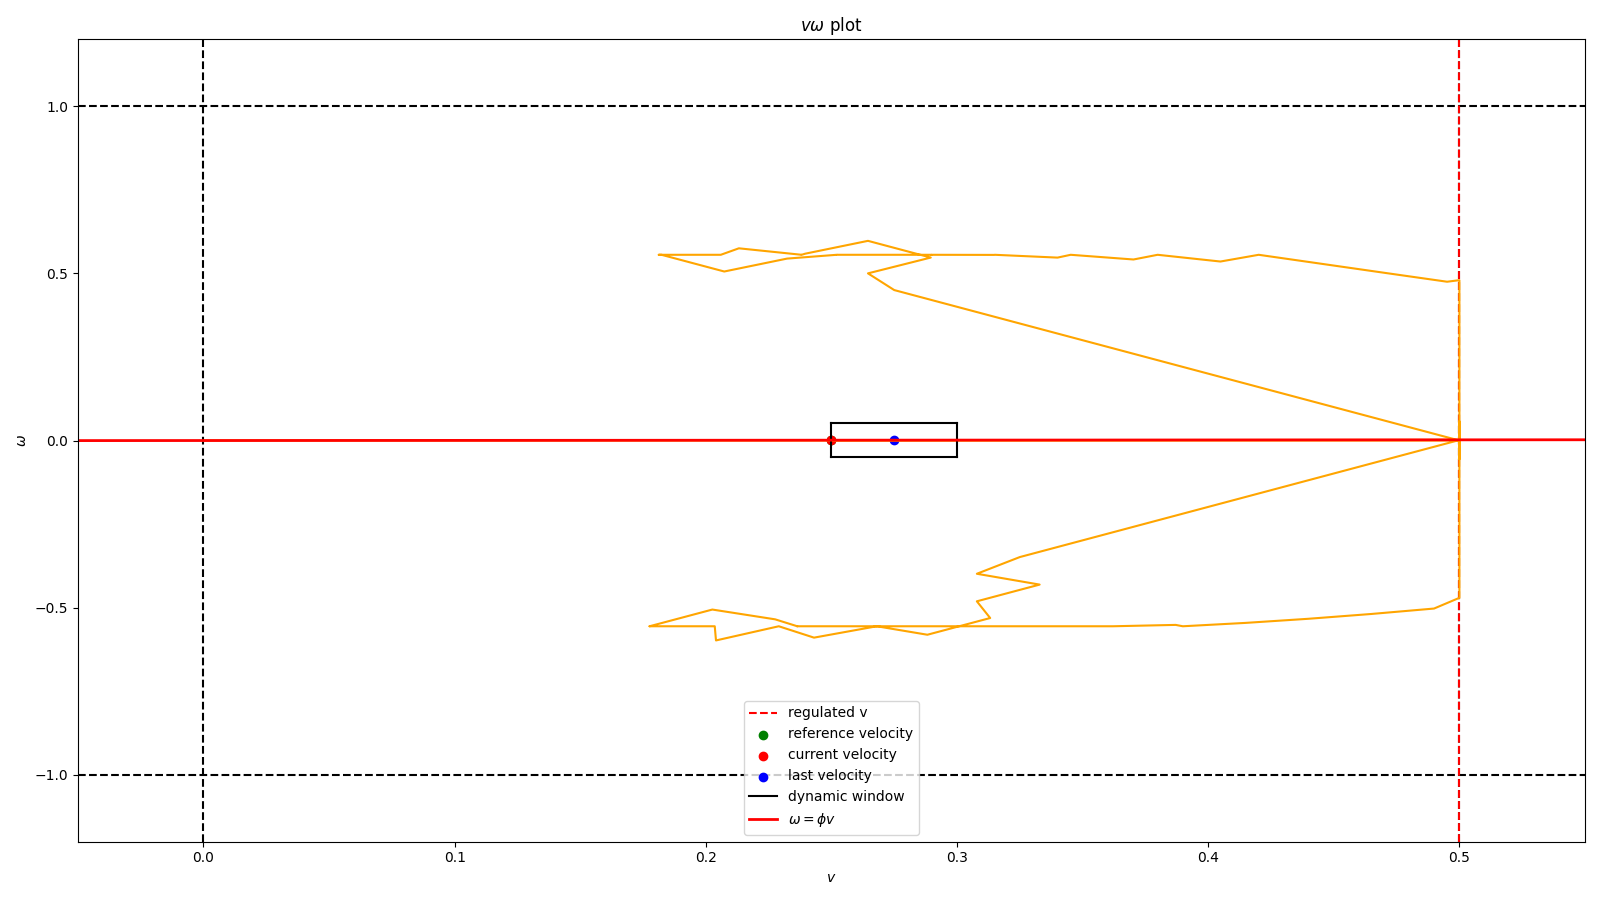 vω plot
1.0
0.5
0.0
−0.5
−1.0
ω
regulated v
reference velocity
current velocity
last velocity
dynamic window
ω = ϕv
0.0 0.1 0.2 0.3 0.4 0.5
v